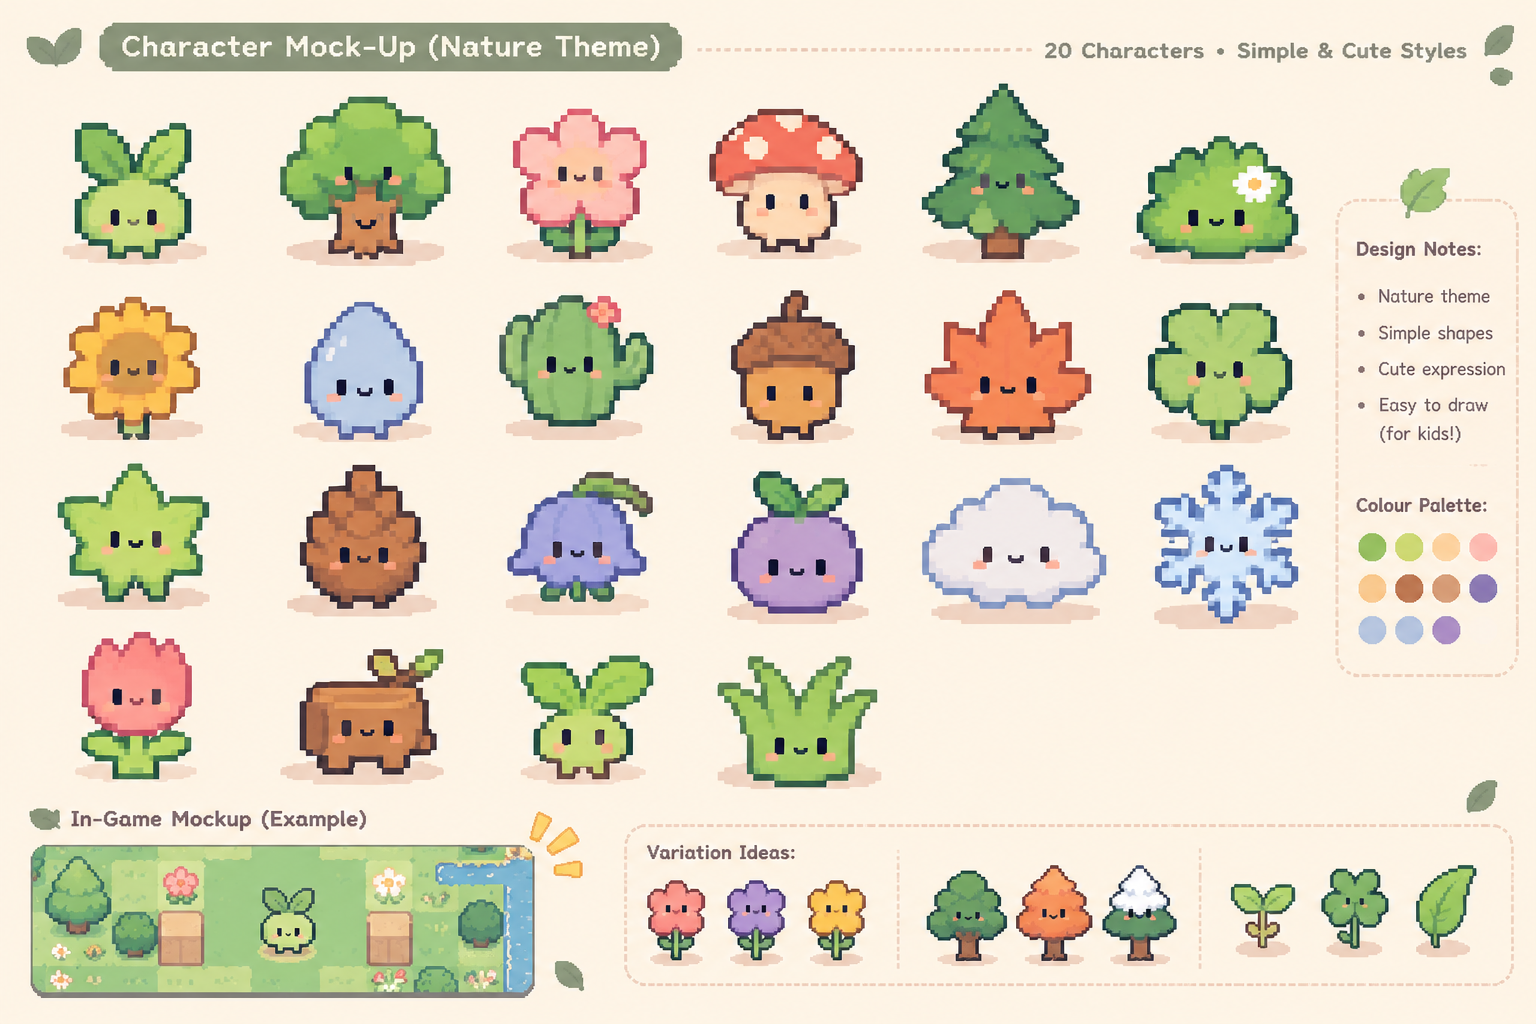 Character Mock-Up (Nature Theme)
20 Characters • Simple & Cute Styles
Design Notes:
• Nature theme
• Simple shapes
• Cute expression
• Easy to draw
(for kids!)
Colour Palette:
In-Game Mockup (Example)
Variation Ideas: